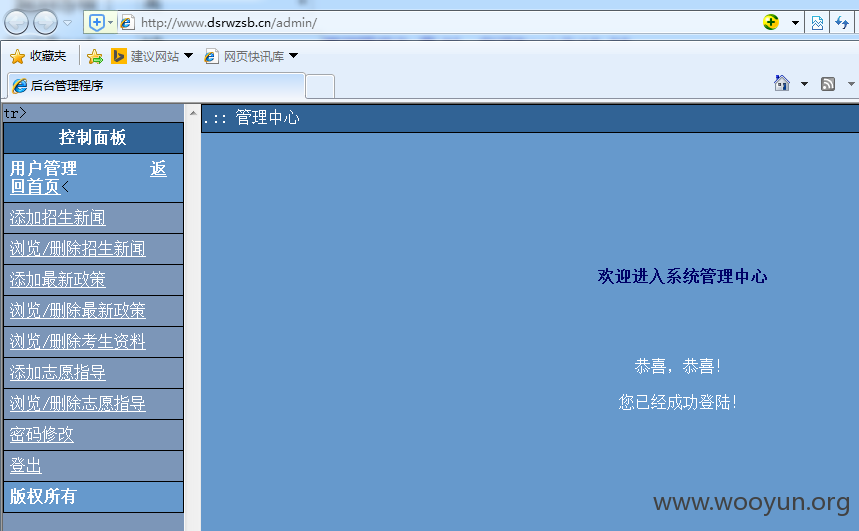 http://www.dsrwzsb.cn/admin/
收藏夹 建议网站 网页快讯库
后台管理程序
tr>
控制面板
用户管理 返
回首页<
添加招生新闻
浏览/删除招生新闻
添加最新政策
浏览/删除最新政策
浏览/删除考生资料
添加志愿指导
浏览/删除志愿指导
密码修改
登出
版权所有
.:: 管理中心
欢迎进入系统管理中心
恭喜，恭喜！
您已经成功登陆！
www.wooyun.org